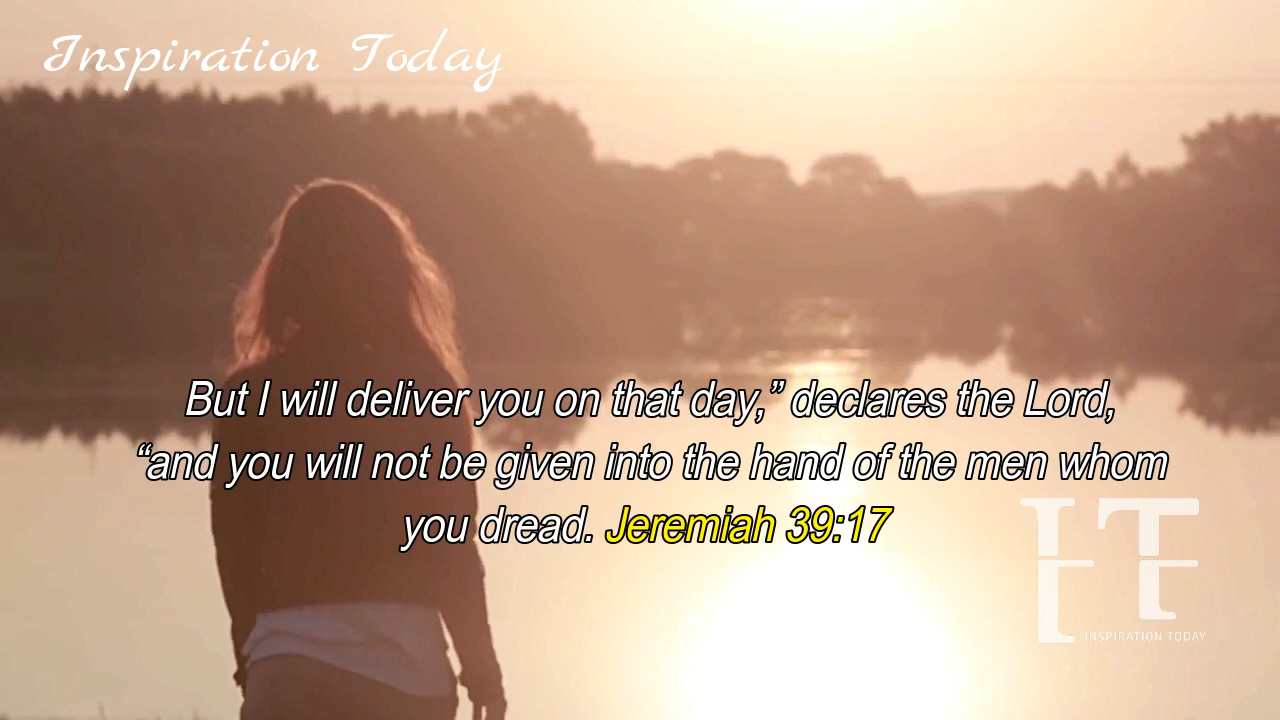 Inspiration Today
But I will deliver you on that day,” declares the Lord,
“and you will not be given into the hand of the men whom
you dread. Jeremiah 39:17
IT
INSPIRATION TODAY